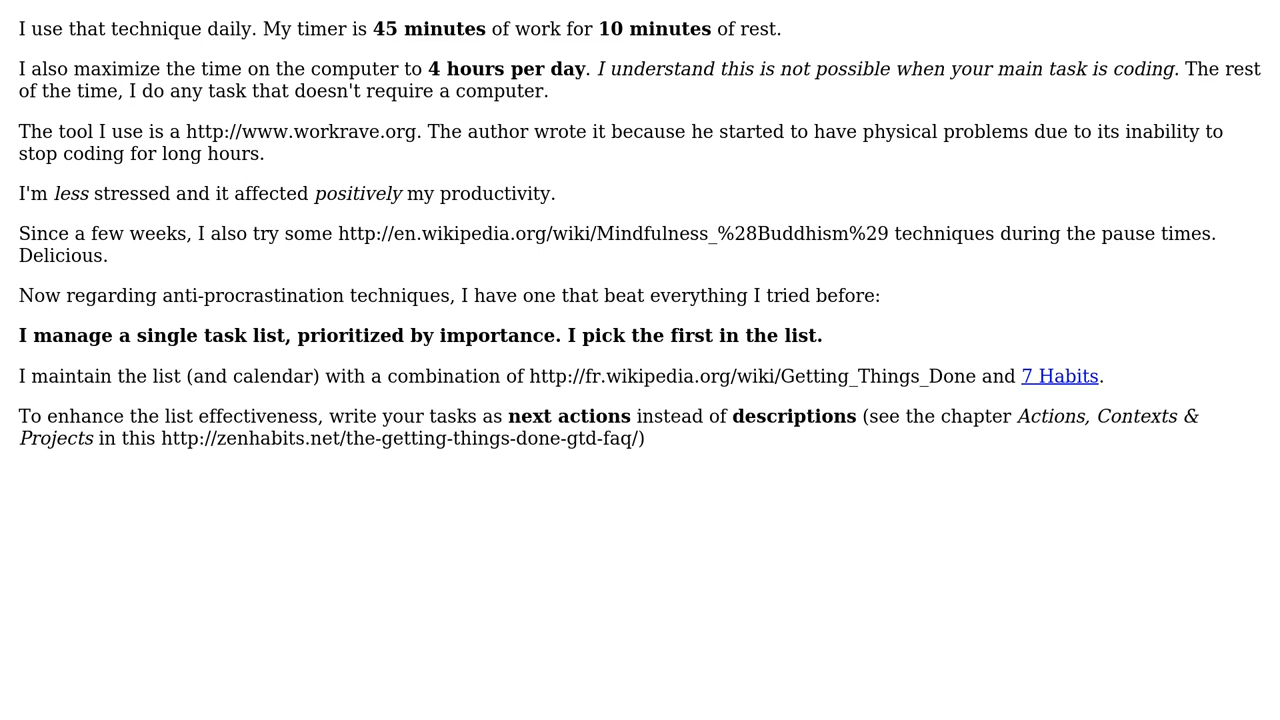 I use that technique daily. My timer is 45 minutes of work for 10 minutes of rest.
I also maximize the time on the computer to 4 hours per day. I understand this is not possible when your main task is coding. The rest
of the time, I do any task that doesn't require a computer.
The tool I use is a http://www.workrave.org. The author wrote it because he started to have physical problems due to its inability to
stop coding for long hours.
I'm less stressed and it affected positively my productivity.
Since a few weeks, I also try some http://en.wikipedia.org/wiki/Mindfulness_%28Buddhism%29 techniques during the pause times.
Delicious.
Now regarding anti-procrastination techniques, I have one that beat everything I tried before:
I manage a single task list, prioritized by importance. I pick the first in the list.
I maintain the list (and calendar) with a combination of http://fr.wikipedia.org/wiki/Getting_Things_Done and 7 Habits.
To enhance the list effectiveness, write your tasks as next actions instead of descriptions (see the chapter Actions, Contexts &
Projects in this http://zenhabits.net/the-getting-things-done-gtd-faq/)